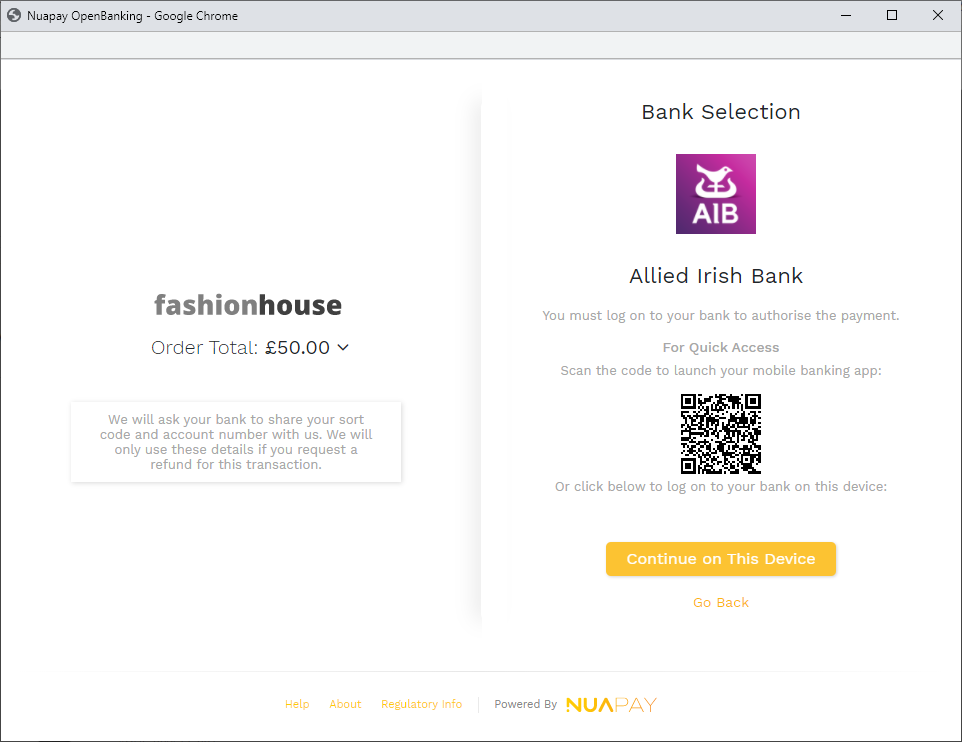 Nuapay OpenBanking - Google Chrome
fashionhouse
Order Total: £50.00
We will ask your bank to share your sort
code and account number with us. We will
only use these details if you request a
refund for this transaction.
Bank Selection
AIB
Allied Irish Bank
You must log on to your bank to authorise the payment.
For Quick Access
Scan the code to launch your mobile banking app:
Or click below to log on to your bank on this device:
Continue on This Device
Go Back
Help About Regulatory Info Powered By NUAPAY